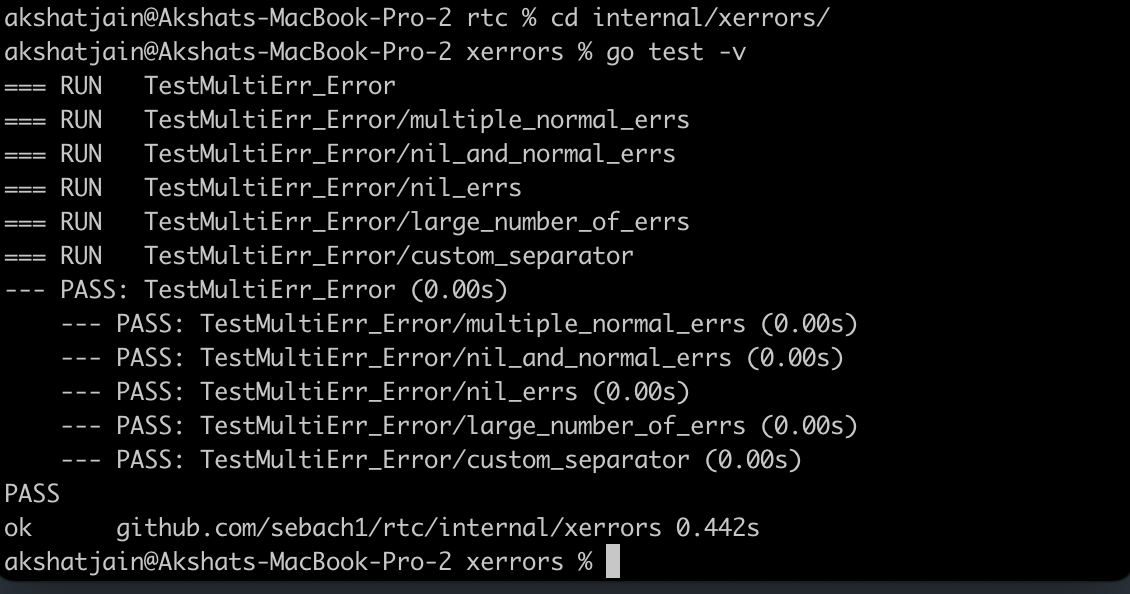 akshatjain@Akshats-MacBook-Pro-2 rtc % cd internal/xerrors/
akshatjain@Akshats-MacBook-Pro-2 xerrors % go test -v
=== RUN   TestMultiErr_Error
=== RUN   TestMultiErr_Error/multiple_normal_errs
=== RUN   TestMultiErr_Error/nil_and_normal_errs
=== RUN   TestMultiErr_Error/nil_errs
=== RUN   TestMultiErr_Error/large_number_of_errs
=== RUN   TestMultiErr_Error/custom_separator
--- PASS: TestMultiErr_Error (0.00s)
    --- PASS: TestMultiErr_Error/multiple_normal_errs (0.00s)
    --- PASS: TestMultiErr_Error/nil_and_normal_errs (0.00s)
    --- PASS: TestMultiErr_Error/nil_errs (0.00s)
    --- PASS: TestMultiErr_Error/large_number_of_errs (0.00s)
    --- PASS: TestMultiErr_Error/custom_separator (0.00s)
PASS
ok      github.com/sebach1/rtc/internal/xerrors 0.442s
akshatjain@Akshats-MacBook-Pro-2 xerrors %